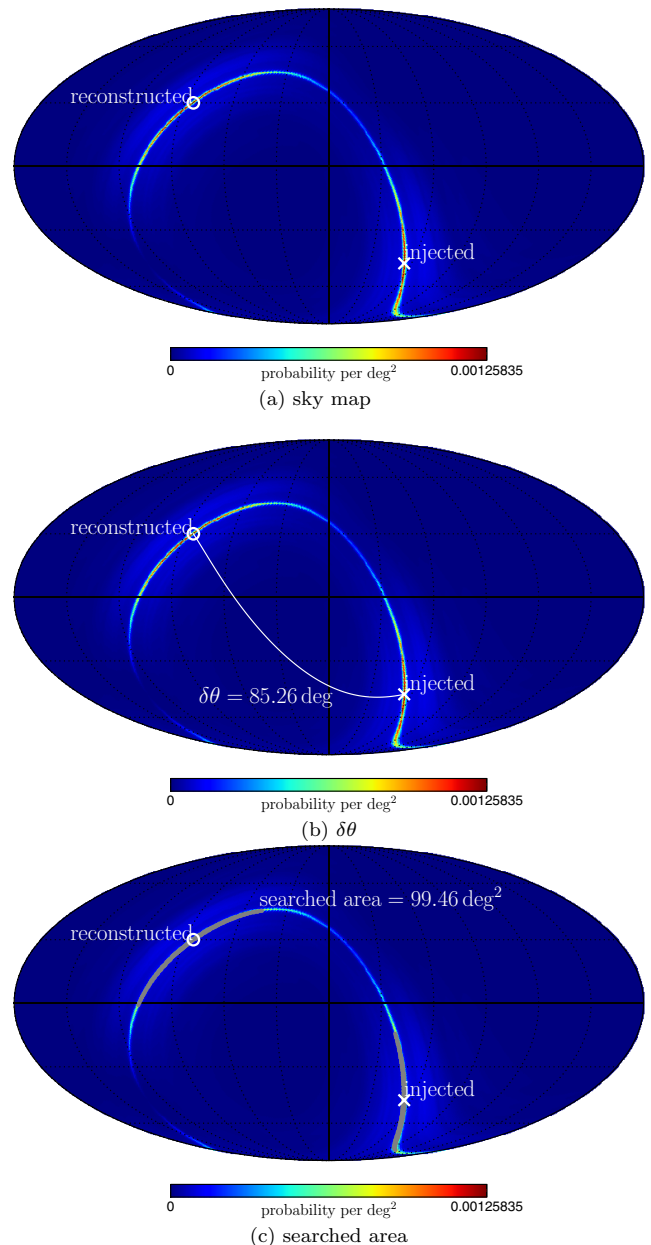 reconstructed
injected
0
probability per deg²
0.00125835
(a) sky map
reconstructed
injected
δθ = 85.26 deg
0
probability per deg²
0.00125835
(b) δθ
searched area = 99.46 deg²
reconstructed
injected
0
probability per deg²
0.00125835
(c) searched area